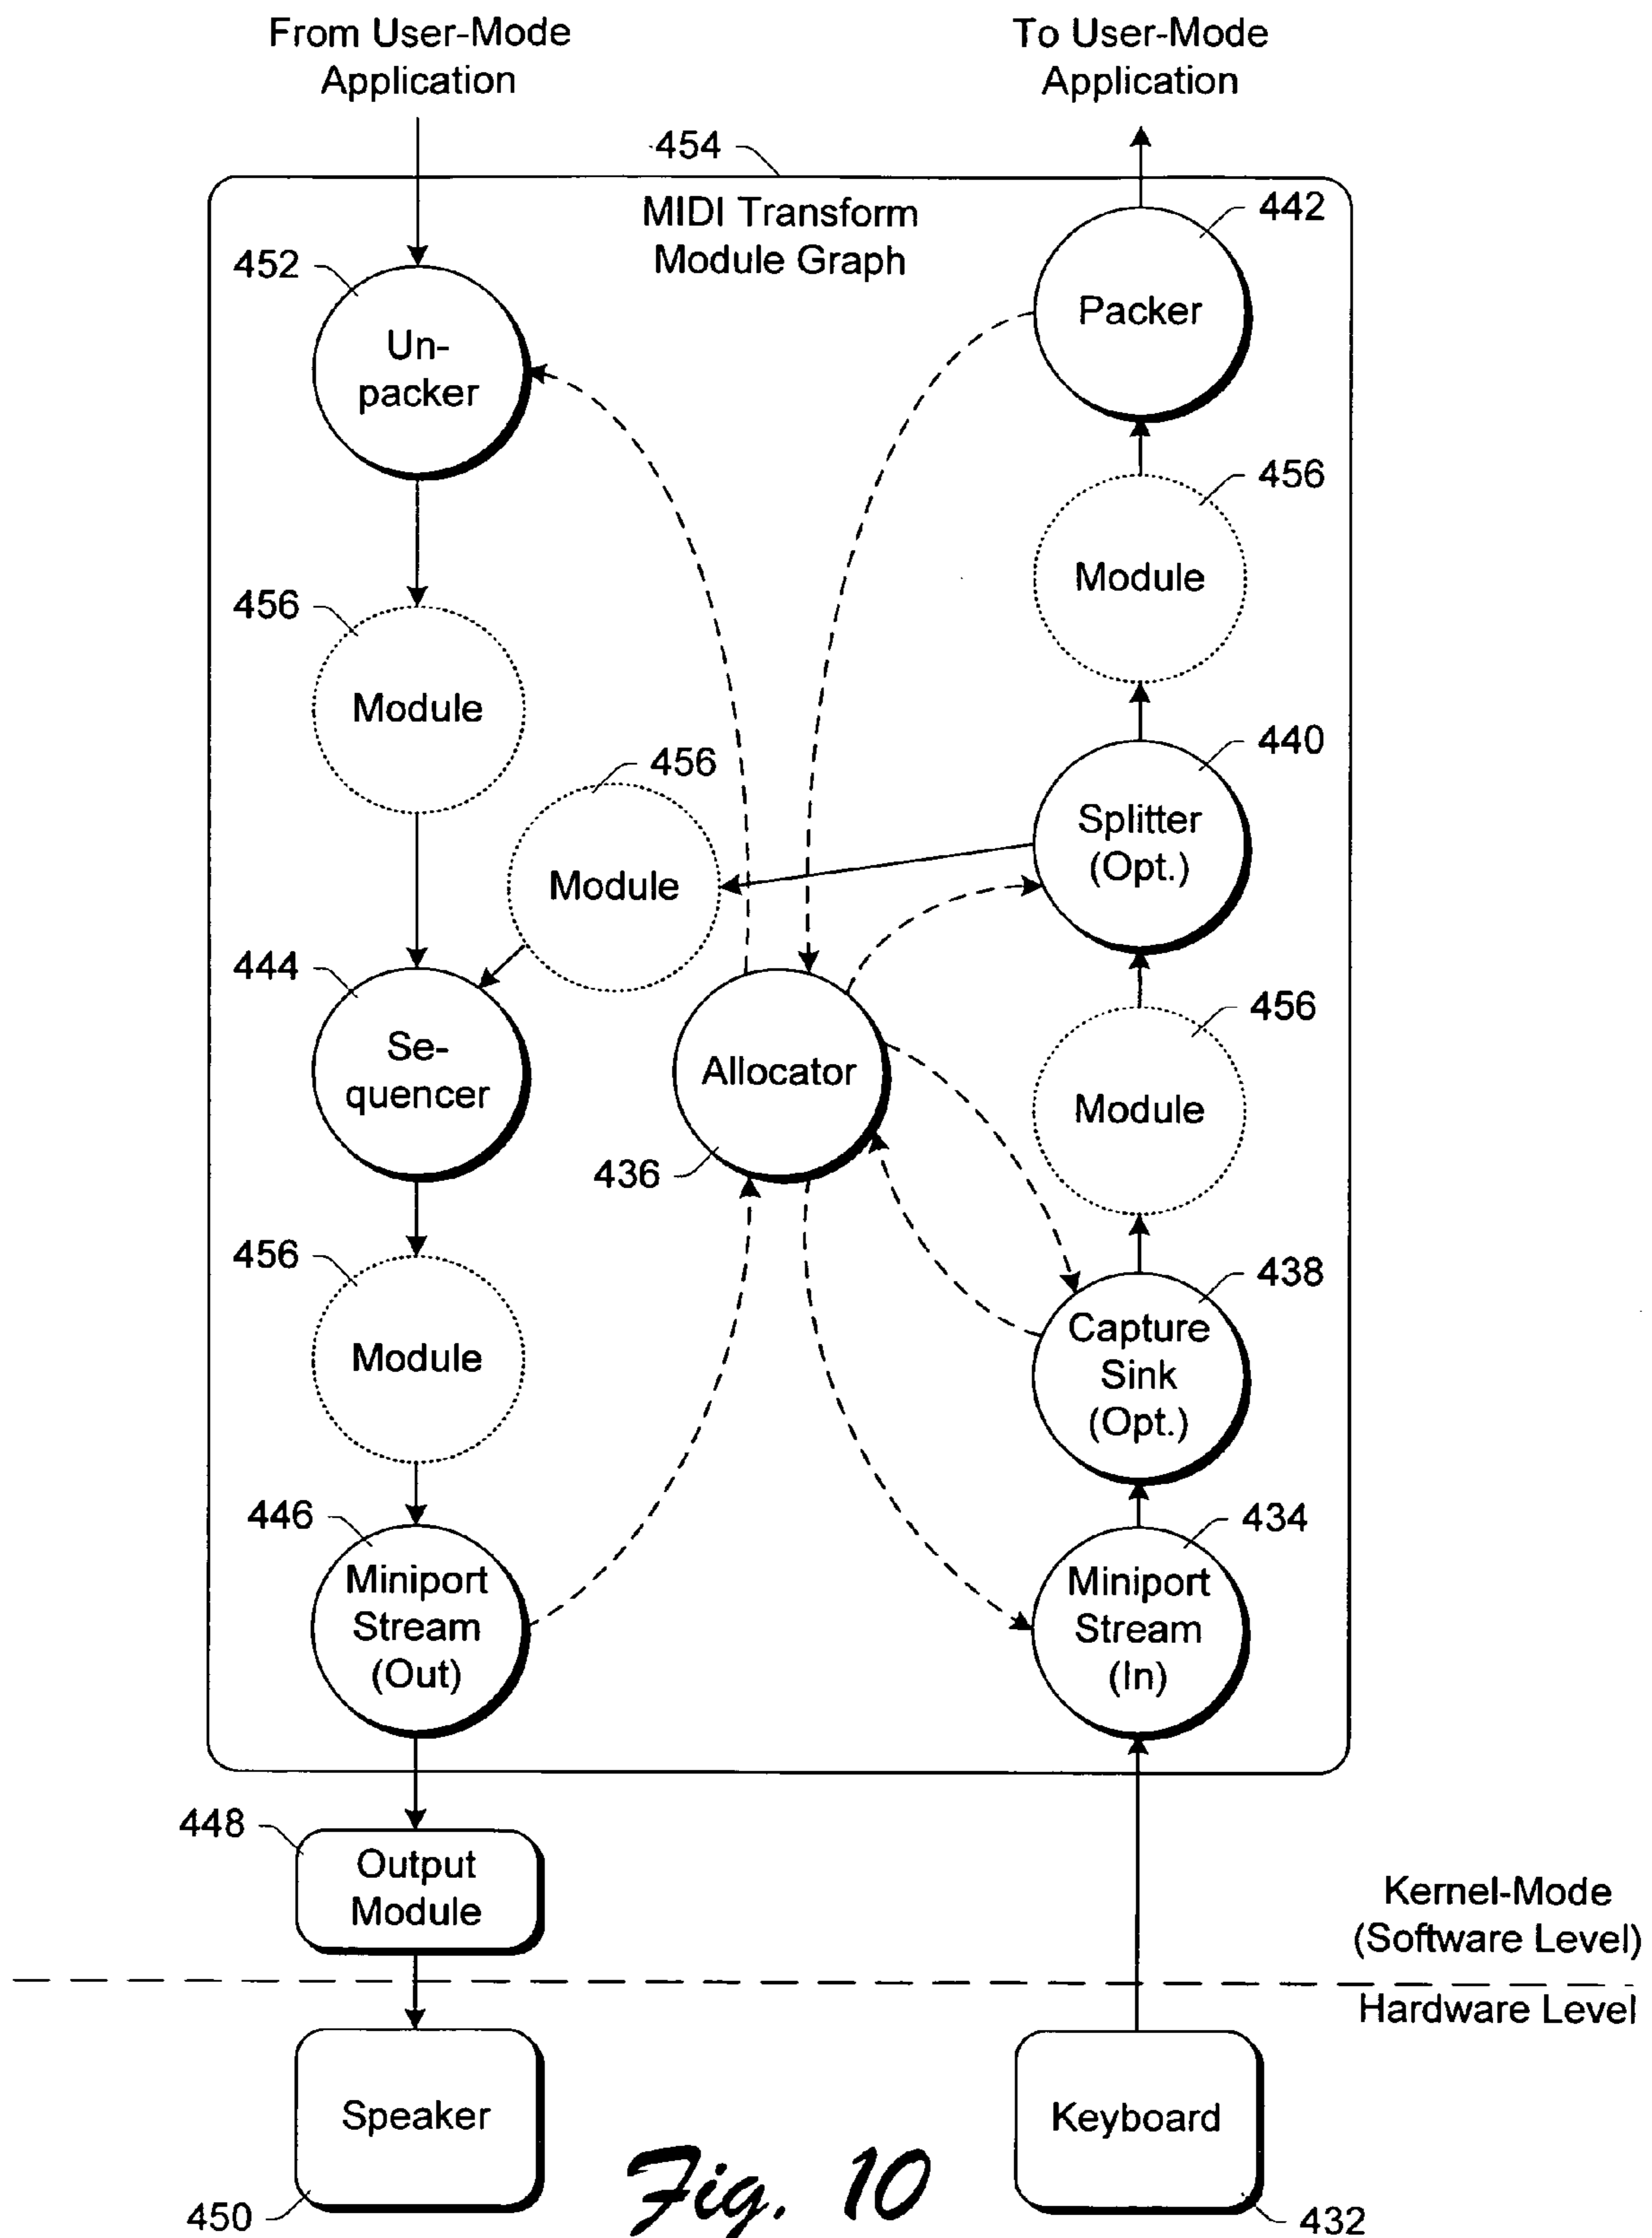 From User-Mode
Application
To User-Mode
Application
454
MIDI Transform
Module Graph
442
Packer
452
Un-
packer
456
Module
456
Module
456
Module
440
Splitter
(Opt.)
444
Se-
quencer
Allocator
436
456
Module
456
Module
438
Capture
Sink
(Opt.)
446
Miniport
Stream
(Out)
434
Miniport
Stream
(In)
448
Output
Module
Kernel-Mode
(Software Level)
Hardware Level
Speaker
450
Keyboard
432
Fig. 10